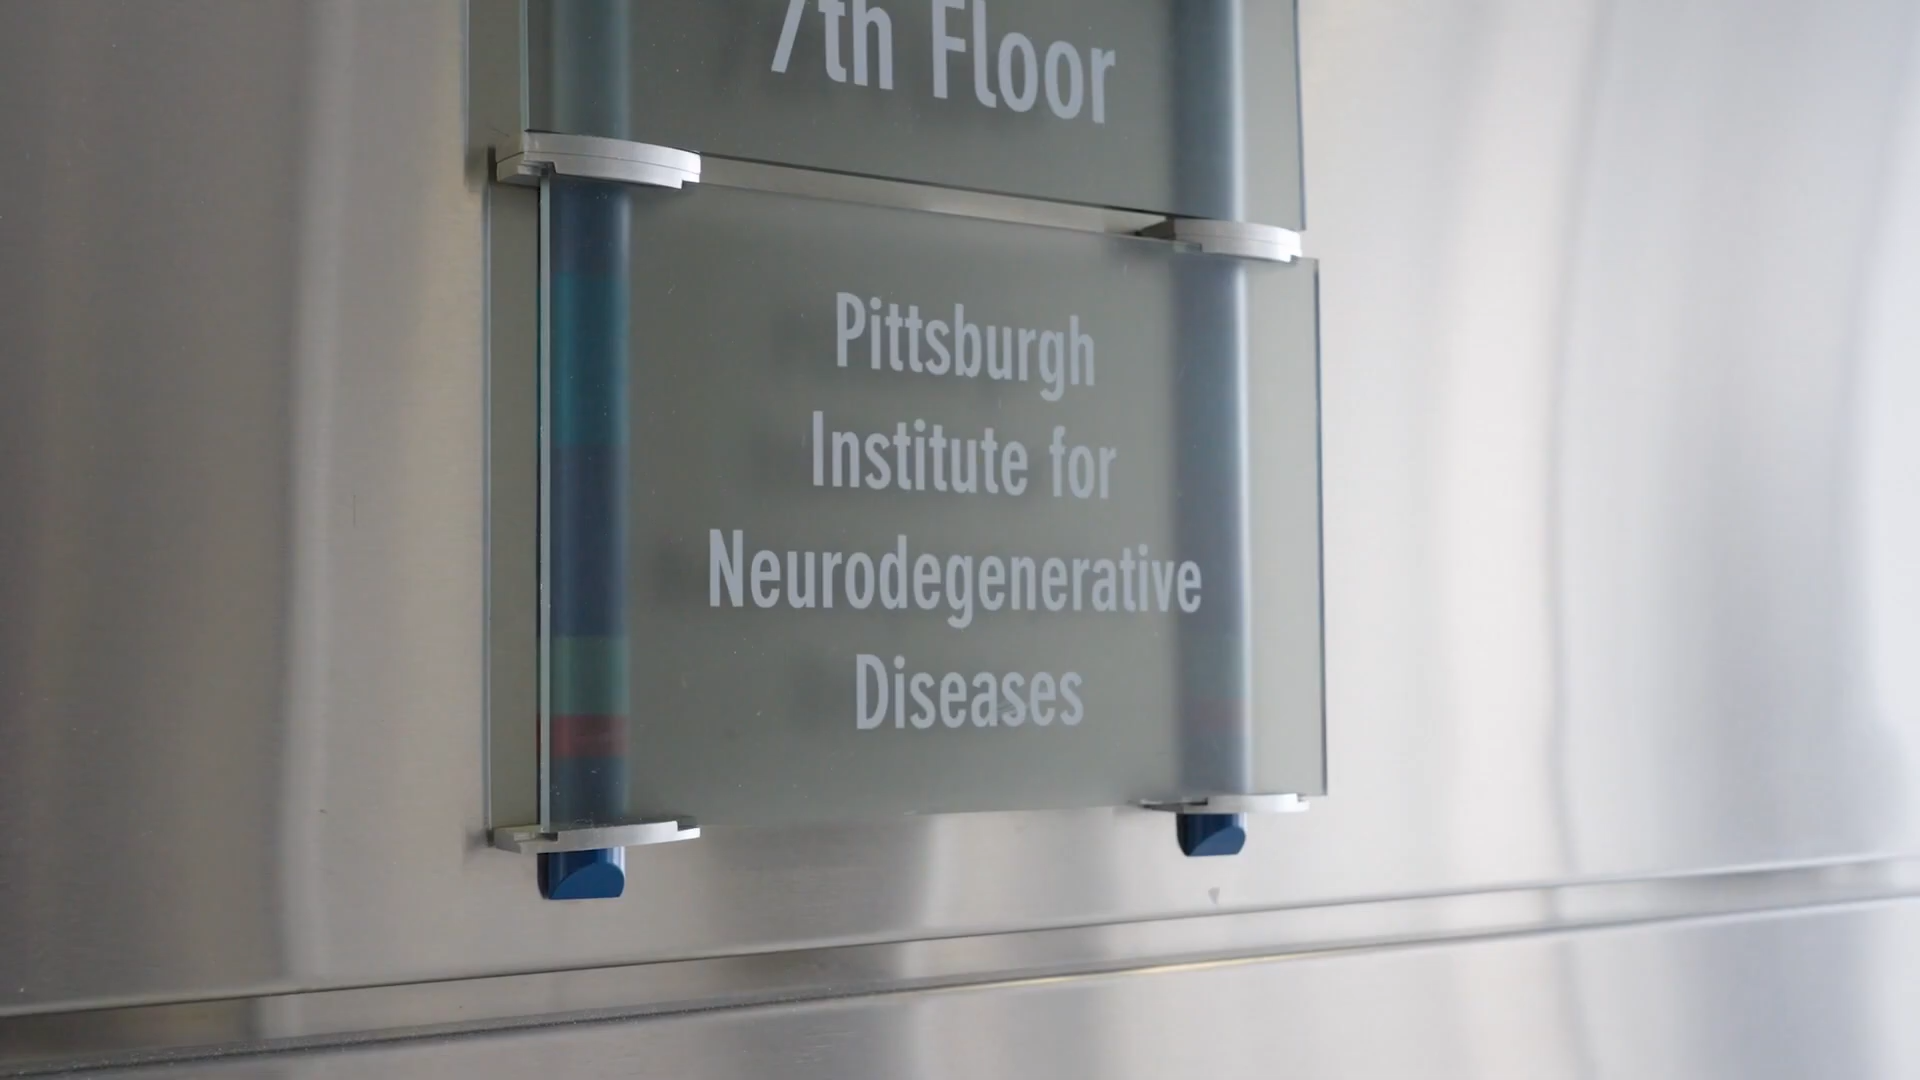 7th Floor
Pittsburgh
Institute for
Neurodegenerative
Diseases